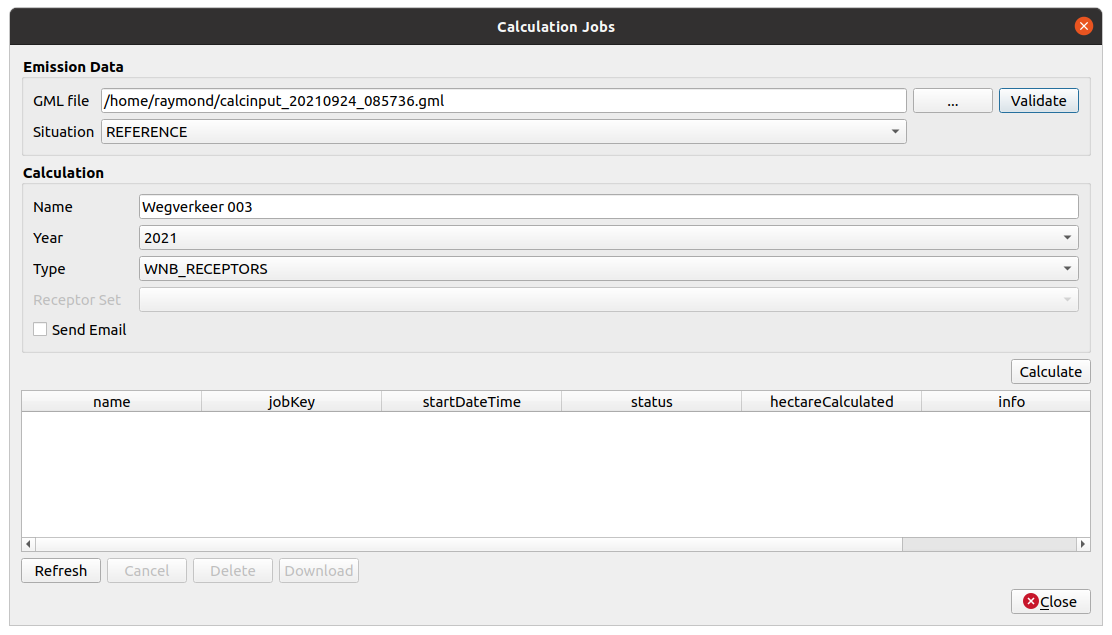 Calculation Jobs
Emission Data
GML file /home/raymond/calcinput_20210924_085736.gml ... Validate
Situation REFERENCE
Calculation
Name Wegverkeer 003
Year 2021
Type WNB_RECEPTORS
Receptor Set
Send Email
Calculate
name jobKey startDateTime status hectareCalculated info
Refresh Cancel Delete Download
Close